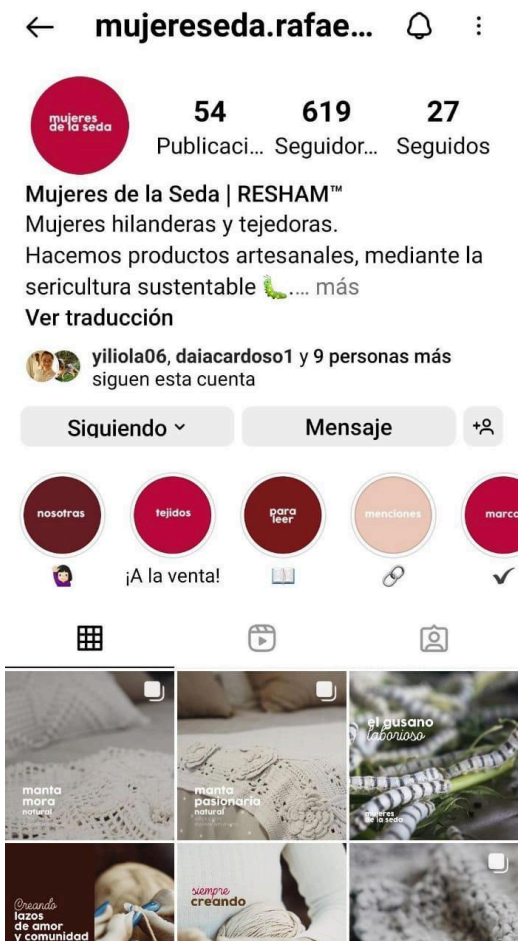 mujereseda.rafae...
mujeres
de la seda
54 619 27
Publicaci... Seguidor... Seguidos
Mujeres de la Seda | RESHAM™
Mujeres hilanderas y tejedoras.
Hacemos productos artesanales, mediante la
sericultura sustentable 🐛.... más
Ver traducción
yiliola06, daiacardoso1 y 9 personas más
siguen esta cuenta
Siguiendo
Mensaje
nosotras
tejidos
para
leer
menciones
marca
¡A la venta!
manta
mora
natural
manta
pasionaria
natural
el gusano
laborioso
mujeres
de la seda
Creando
lazos
de amor
y comunidad
siempre
creando